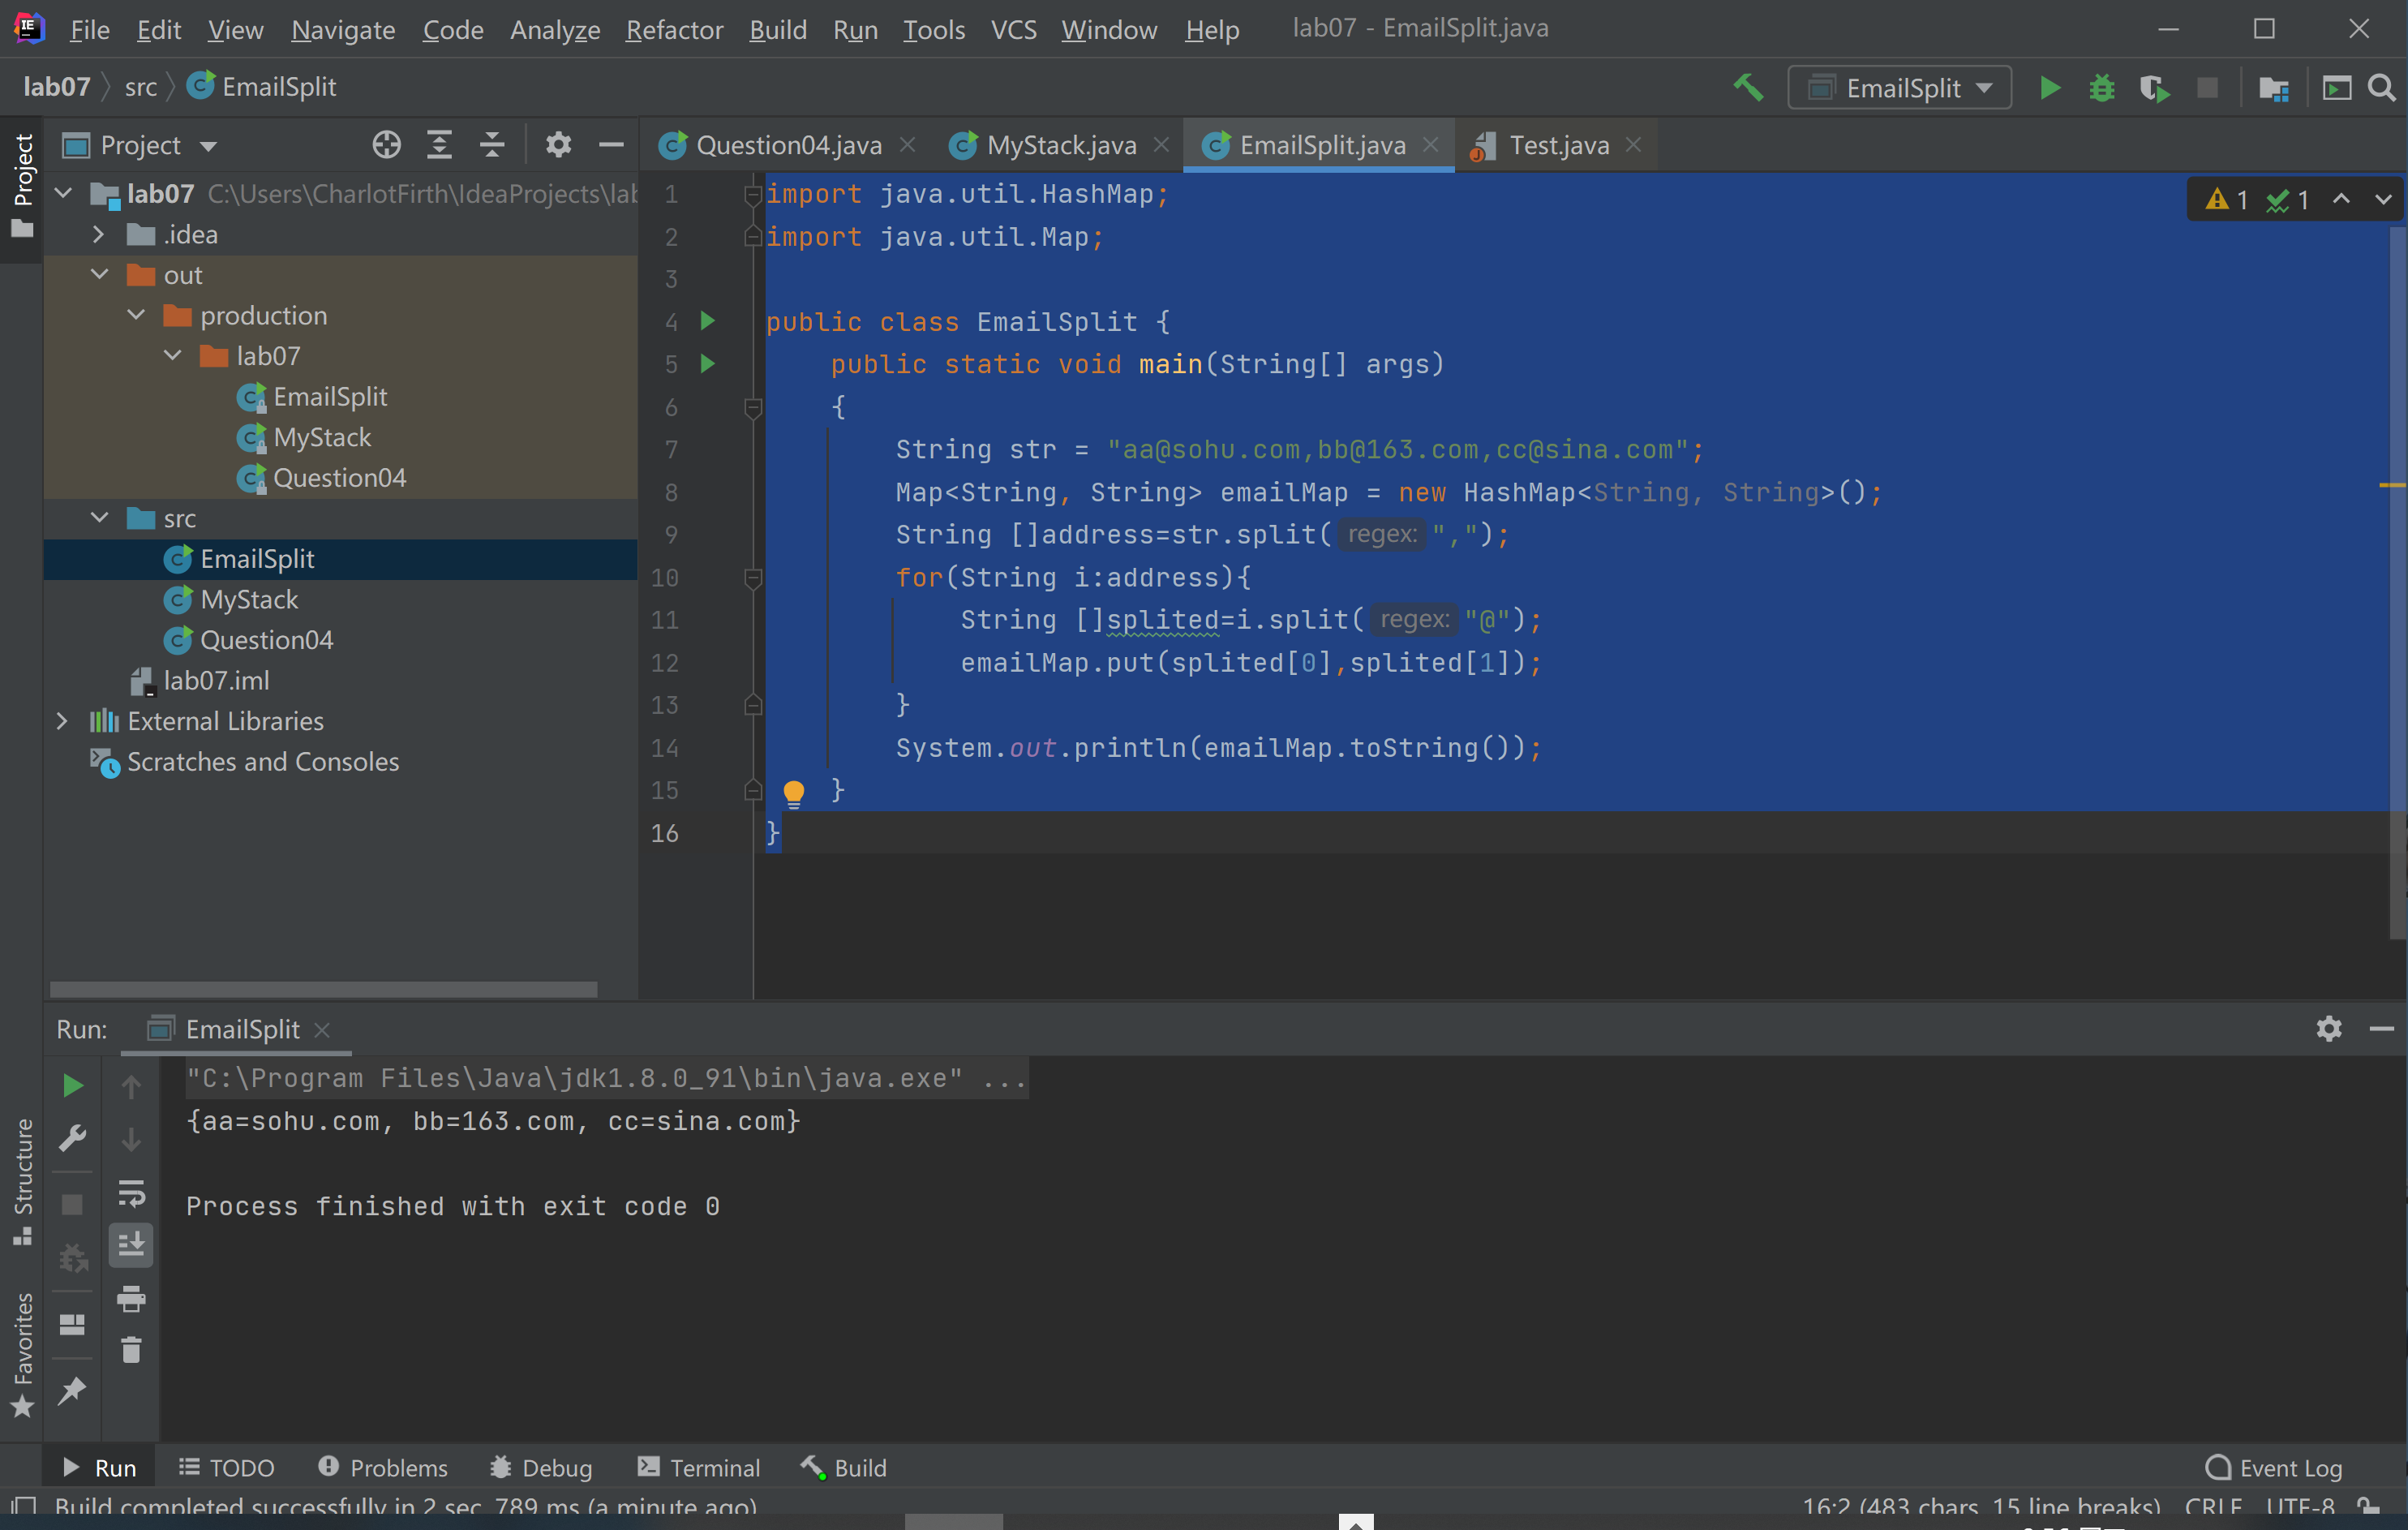 File Edit View Navigate Code Analyze Refactor Build Run Tools VCS Window Help lab07 - EmailSplit.java
lab07 src EmailSplit EmailSplit
Project
Project
Question04.java MyStack.java EmailSplit.java Test.java
lab07 C:\Users\CharlotFirth\IdeaProjects\lab
.idea
out
production
lab07
EmailSplit
MyStack
Question04
src
EmailSplit
MyStack
Question04
lab07.iml
External Libraries
Scratches and Consoles
1 import java.util.HashMap;
2 import java.util.Map;
3
4 public class EmailSplit {
5 public static void main(String[] args)
6 {
7 String str = "aa@sohu.com,bb@163.com,cc@sina.com";
8 Map<String, String> emailMap = new HashMap<String, String>();
9 String []address=str.split( regex: ",");
10 for(String i:address){
11 String []splited=i.split( regex: "@");
12 emailMap.put(splited[0],splited[1]);
13 }
14 System.out.println(emailMap.toString());
15 }
16 }
1 1
Run: EmailSplit
"C:\Program Files\Java\jdk1.8.0_91\bin\java.exe" ...
{aa=sohu.com, bb=163.com, cc=sina.com}
Process finished with exit code 0
Structure
Favorites
Run TODO Problems Debug Terminal Build Event Log
Build completed successfully in 2 sec, 789 ms (a minute ago) 16:2 (483 chars, 15 line breaks) CRLF UTF-8